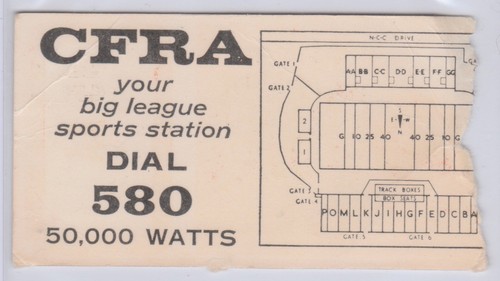 CFRA
your
big league
sports station
DIAL
580
50,000 WATTS
N-C-C DRIVE
GATE 1
GATE
GATE 2
AA BB CC DD EE FF GG
2
S
E W
N
G 10 25 40 40 25 10 G
1
GATE 3
GATE 4
TRACK BOXES
BOX SEATS
P O M L K J I H G F E D C B A
GATE 5
GATE 6